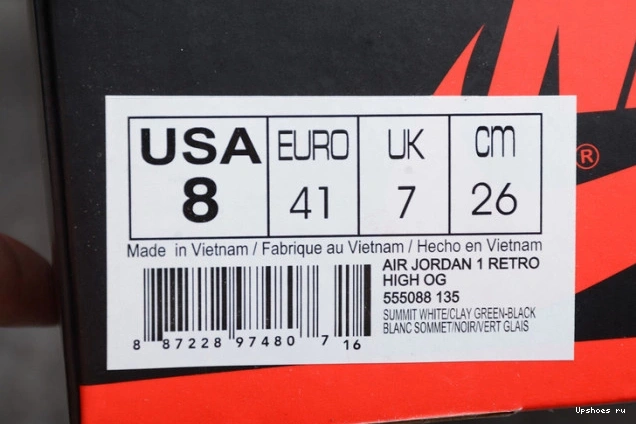 USA EURO UK cm
8 41 7 26
Made in Vietnam / Fabrique au Vietnam / Hecho en Vietnam
AIR JORDAN 1 RETRO
HIGH OG
555088 135
SUMMIT WHITE/CLAY GREEN-BLACK
BLANC SOMMET/NOIR/VERT GLAIS
8 87228 97480 7 16
®
Upshoes ru